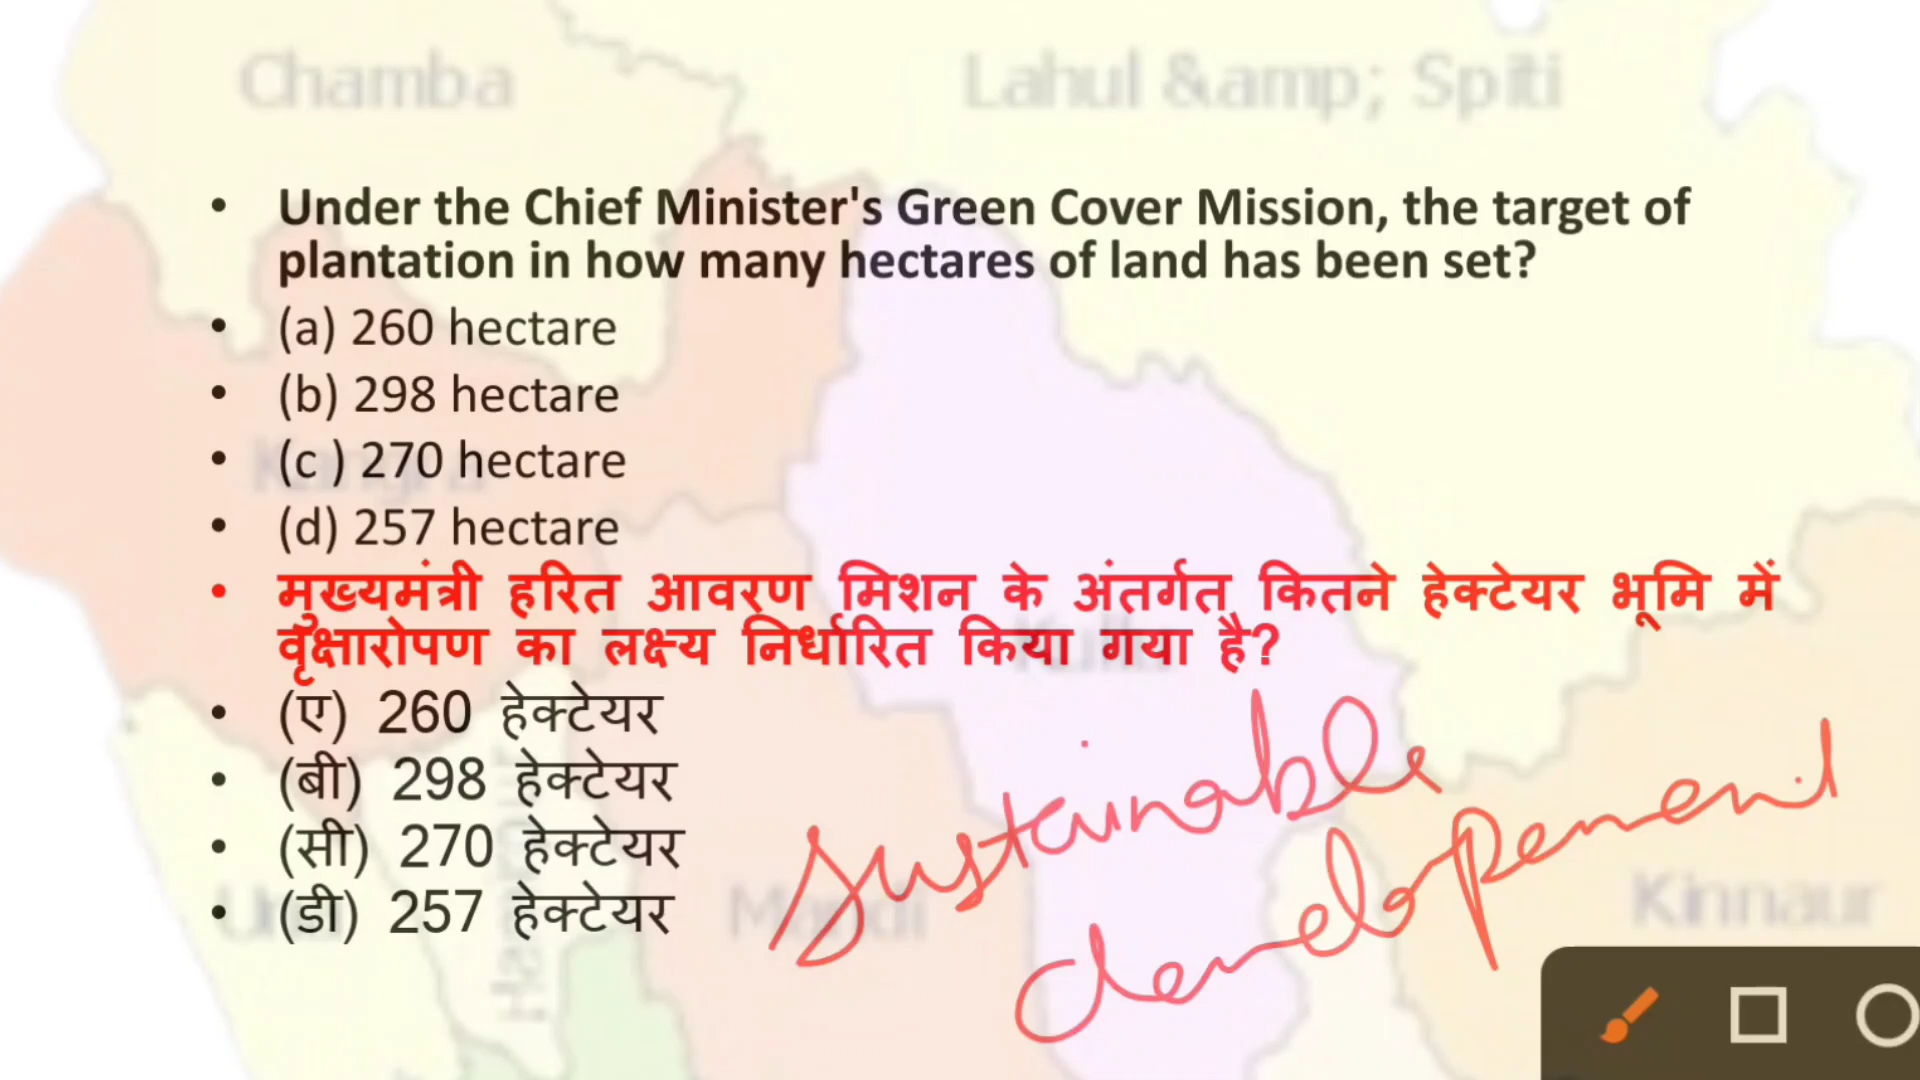 Chamba
Lahul &amp; Spiti
• Under the Chief Minister's Green Cover Mission, the target of
plantation in how many hectares of land has been set?
• (a) 260 hectare
• (b) 298 hectare
• (c ) 270 hectare
• (d) 257 hectare
• मुख्यमंत्री हरित आवरण मिशन के अंतर्गत कितने हेक्टेयर भूमि में
वृक्षारोपण का लक्ष्य निर्धारित किया गया है?
• (ए) 260 हेक्टेयर
• (बी) 298 हेक्टेयर
• (सी) 270 हेक्टेयर
• (डी) 257 हेक्टेयर
Sustainable
development
Mandi
Kinnaur